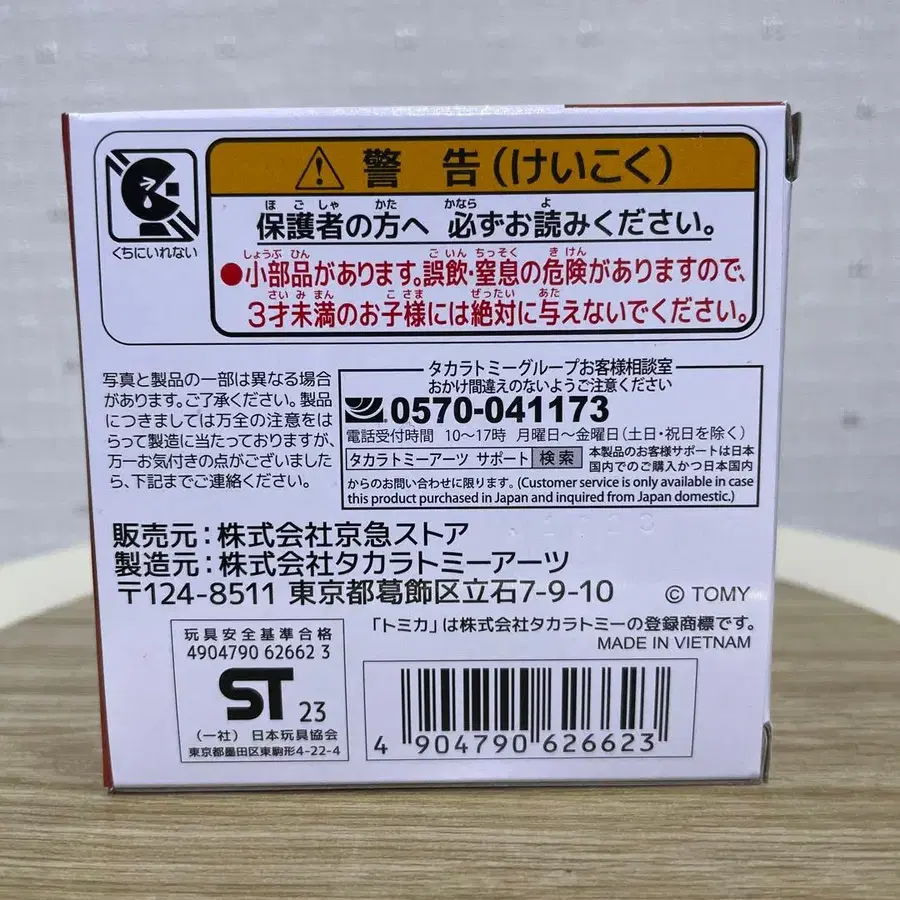 くちにいれない
警告(けいこく)
ほごしゃ かた かなら よ
保護者の方へ 必ずお読みください。
しょうぶひん ごいん ちっそく きけん
●小部品があります。誤飲・窒息の危険がありますので、
さいみまん こさま ぜったい あた
3才未満のお子様には絶対に与えないでください。
写真と製品の一部は異なる場合
があります。ご了承ください。製品
につきましては万全の注意をは
らって製造に当たっておりますが、
万一お気付きの点がございました
ら、下記までご連絡ください。
タカラトミーグループお客様相談室
おかけ間違えのないようご注意ください
0570-041173
電話受付時間 10〜17時 月曜日〜金曜日(土日・祝日を除く)
タカラトミーアーツ サポート 検索 本製品のお客様サポートは日本
国内でのご購入かつ日本国内
からのお問い合わせに限ります。(Customer service is only available in case
this product purchased in Japan and inquired from Japan domestic.)
販売元:株式会社京急ストア
製造元:株式会社タカラトミーアーツ
〒124-8511 東京都葛飾区立石7-9-10
© TOMY
「トミカ」は株式会社タカラトミーの登録商標です。
MADE IN VIETNAM
玩具安全基準合格
4904790 62662 3
ST 23
(一社) 日本玩具協会
東京都墨田区東駒形4-22-4
4 904790 626623